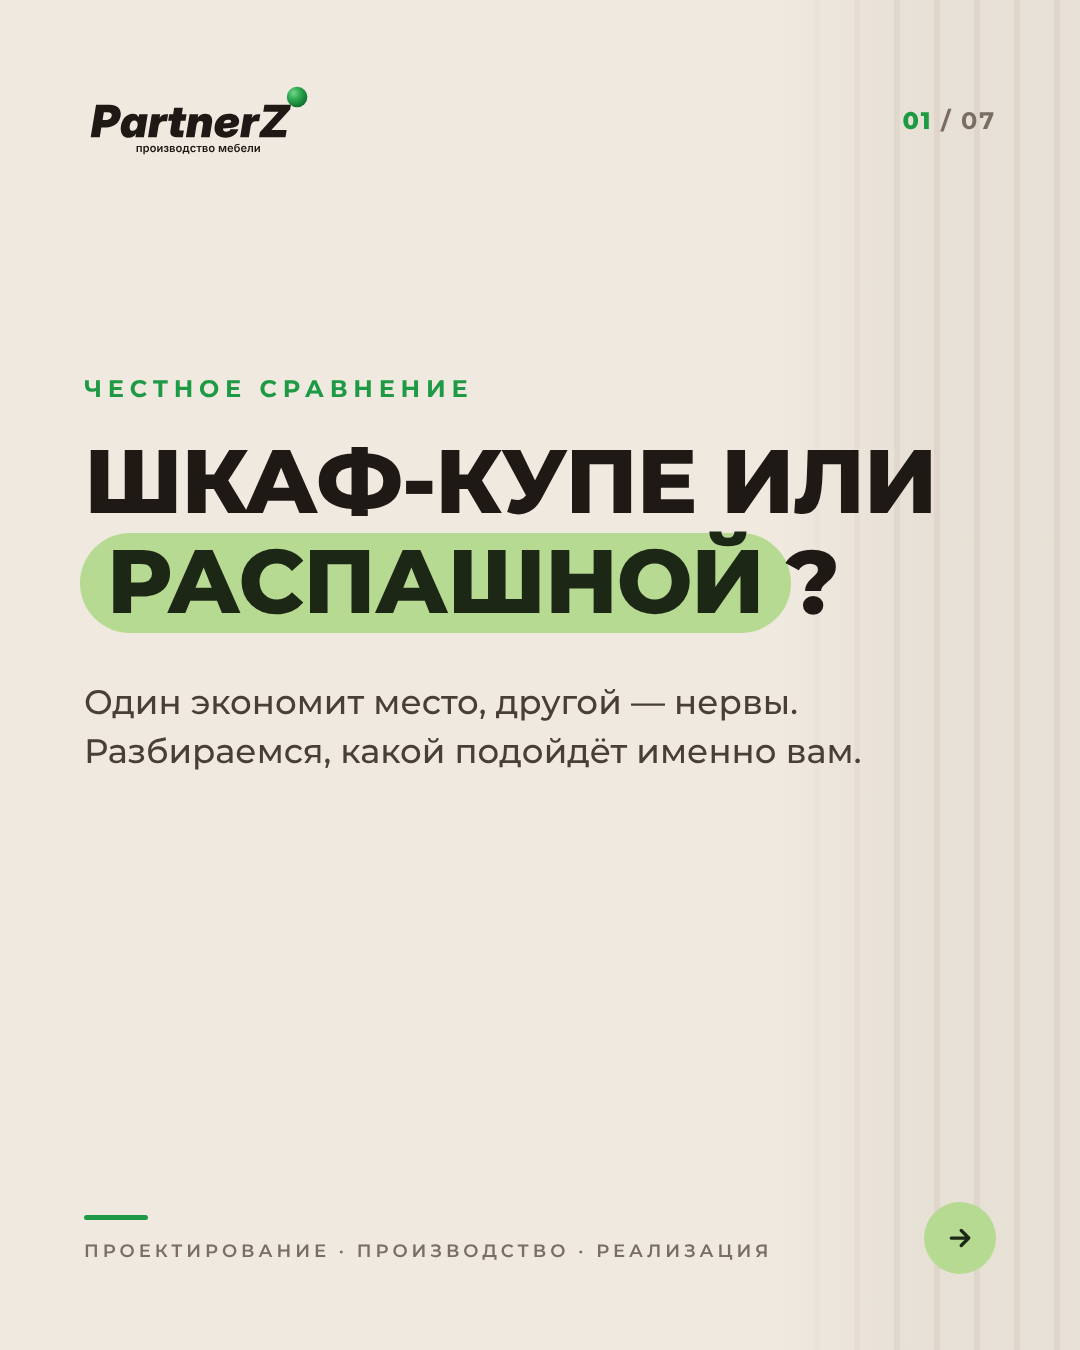 PartnerZ
производство мебели
01 / 07
ЧЕСТНОЕ СРАВНЕНИЕ
ШКАФ-КУПЕ ИЛИ
РАСПАШНОЙ?
Один экономит место, другой — нервы.
Разбираемся, какой подойдёт именно вам.
ПРОЕКТИРОВАНИЕ · ПРОИЗВОДСТВО · РЕАЛИЗАЦИЯ